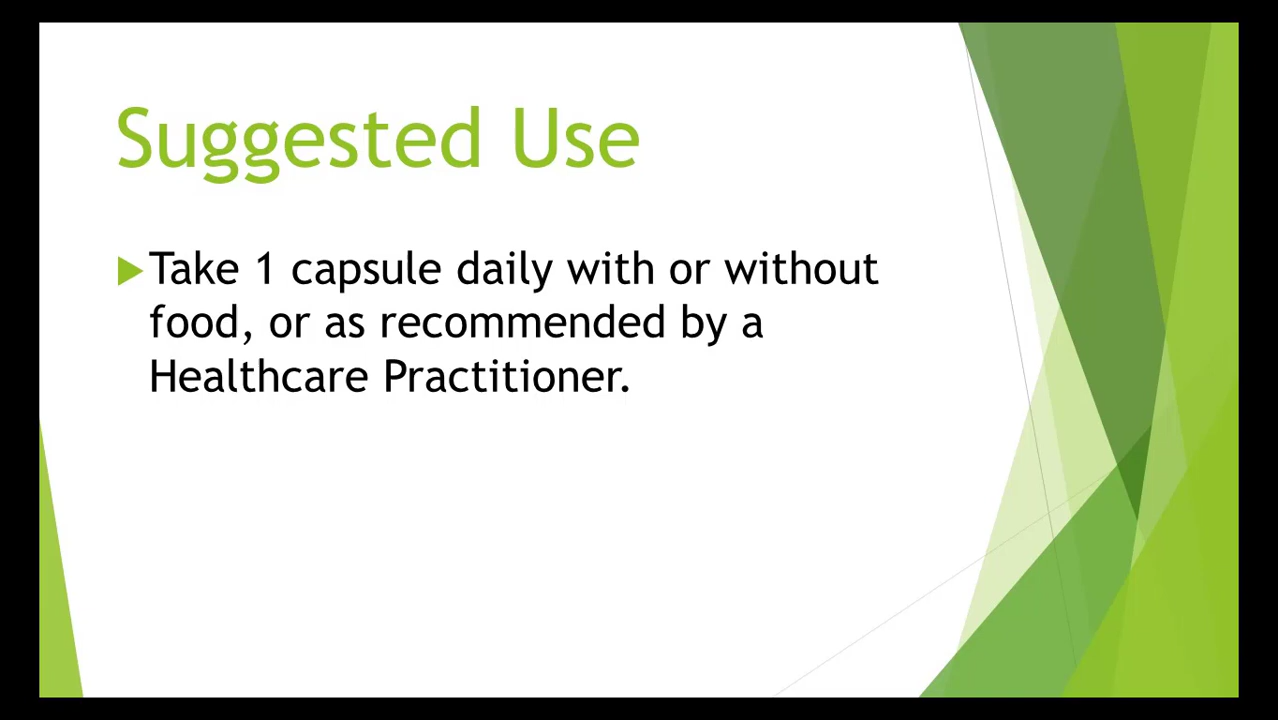 Suggested Use
Take 1 capsule daily with or without
food, or as recommended by a
Healthcare Practitioner.